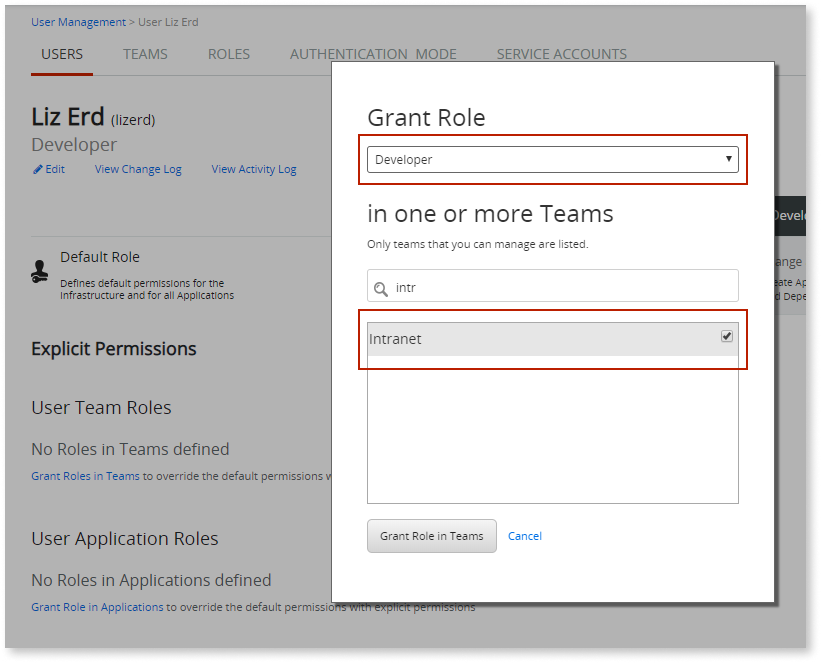 User Management > User Liz Erd
USERS TEAMS ROLES AUTHENTICATION MODE SERVICE ACCOUNTS
Liz Erd (lizerd)
Developer
Edit View Change Log View Activity Log
Default Role
Defines default permissions for the
Infrastructure and for all Applications
Explicit Permissions
User Team Roles
No Roles in Teams defined
Grant Roles in Teams to override the default permissions w
User Application Roles
No Roles in Applications defined
Grant Role in Applications to override the default permissions with explicit permissions
Grant Role
Developer
in one or more Teams
Only teams that you can manage are listed.
intr
Intranet
Grant Role in Teams Cancel
Devel
ange
eate Ap
d Depe